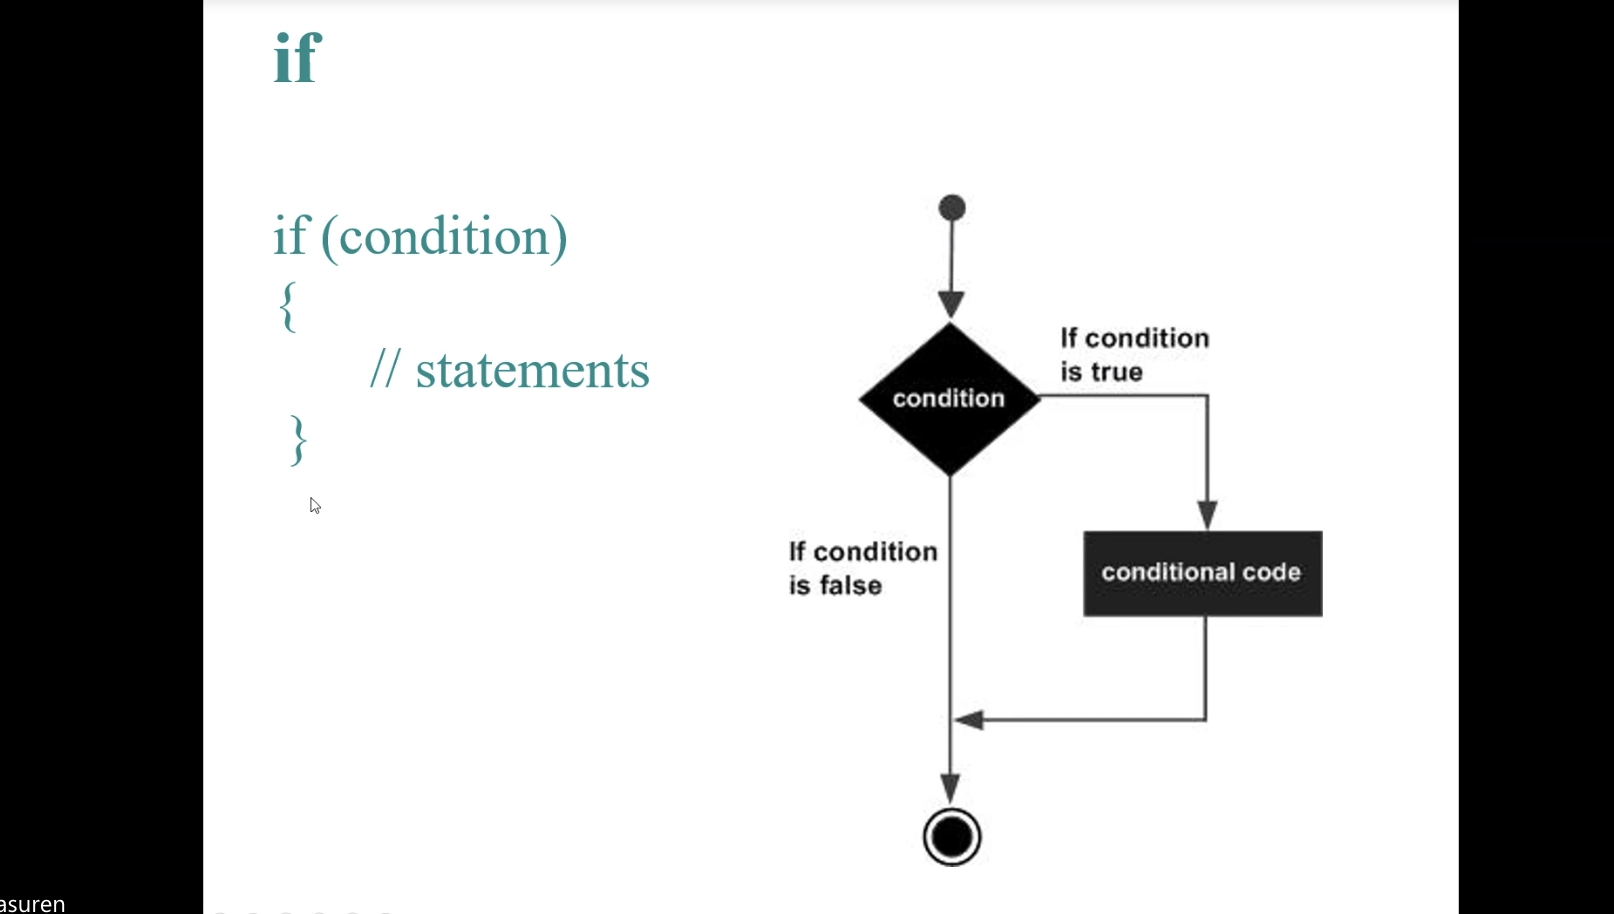 if
if (condition)
{
// statements
}
If condition
is true
condition
If condition
is false
conditional code
asuren